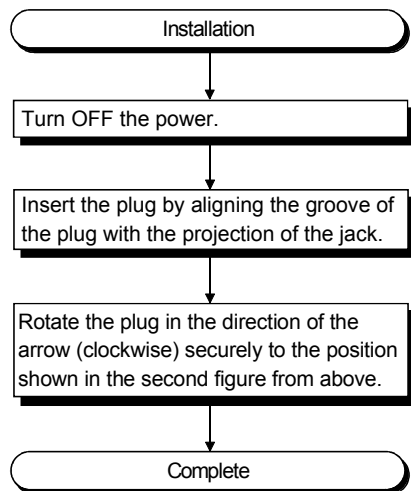 Installation
Turn OFF the power.
Insert the plug by aligning the groove of
the plug with the projection of the jack.
Rotate the plug in the direction of the
arrow (clockwise) securely to the position
shown in the second figure from above.
Complete